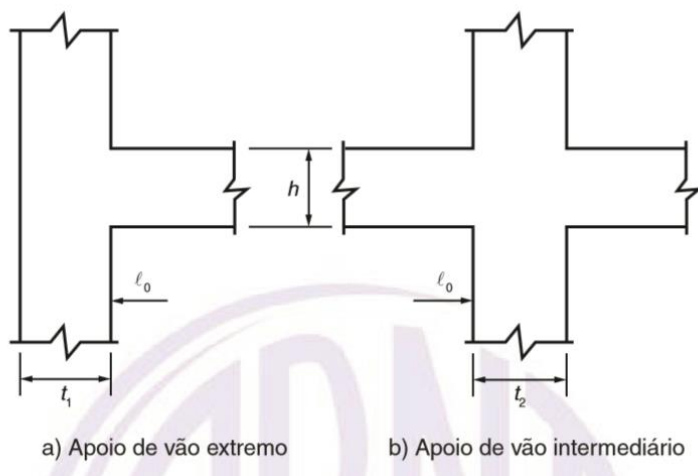 h
ℓ₀ ℓ₀
t₁ t₂
a) Apoio de vão extremo b) Apoio de vão intermediário